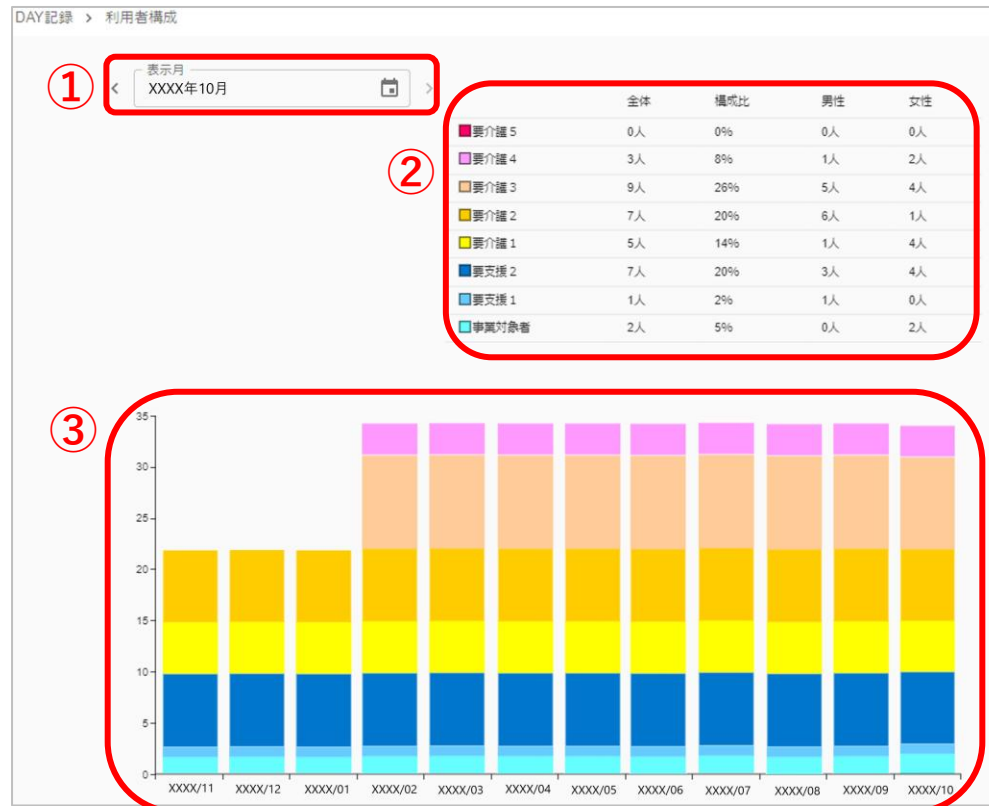 DAY記録 > 利用者構成
①
表示月
< XXXX年10月 >
②
全体 構成比 男性 女性
要介護5 0人 0% 0人 0人
要介護4 3人 8% 1人 2人
要介護3 9人 26% 5人 4人
要介護2 7人 20% 6人 1人
要介護1 5人 14% 1人 4人
要支援2 7人 20% 3人 4人
要支援1 1人 2% 1人 0人
事業対象者 2人 5% 0人 2人
③
35
30
25
20
15
10
5
0
XXXX/11 XXXX/12 XXXX/01 XXXX/02 XXXX/03 XXXX/04 XXXX/05 XXXX/06 XXXX/07 XXXX/08 XXXX/09 XXXX/10